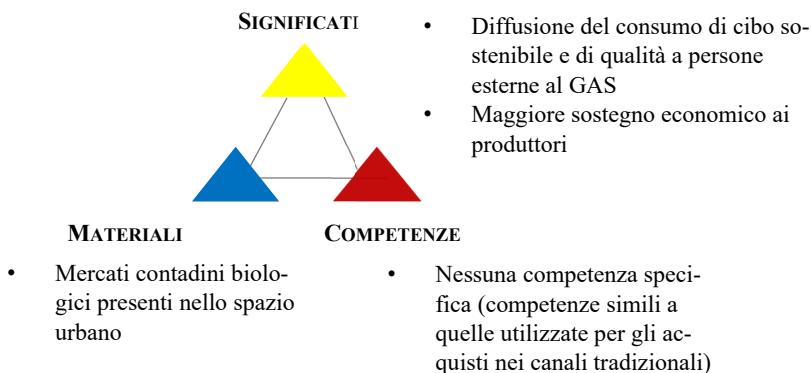 SIGNIFICATI
• Diffusione del consumo di cibo so-
stenibile e di qualità a persone
esterne al GAS
• Maggiore sostegno economico ai
produttori
MATERIALI
• Mercati contadini biolo-
gici presenti nello spazio
urbano
COMPETENZE
• Nessuna competenza speci-
fica (competenze simili a
quelle utilizzate per gli ac-
quisti nei canali tradizionali)